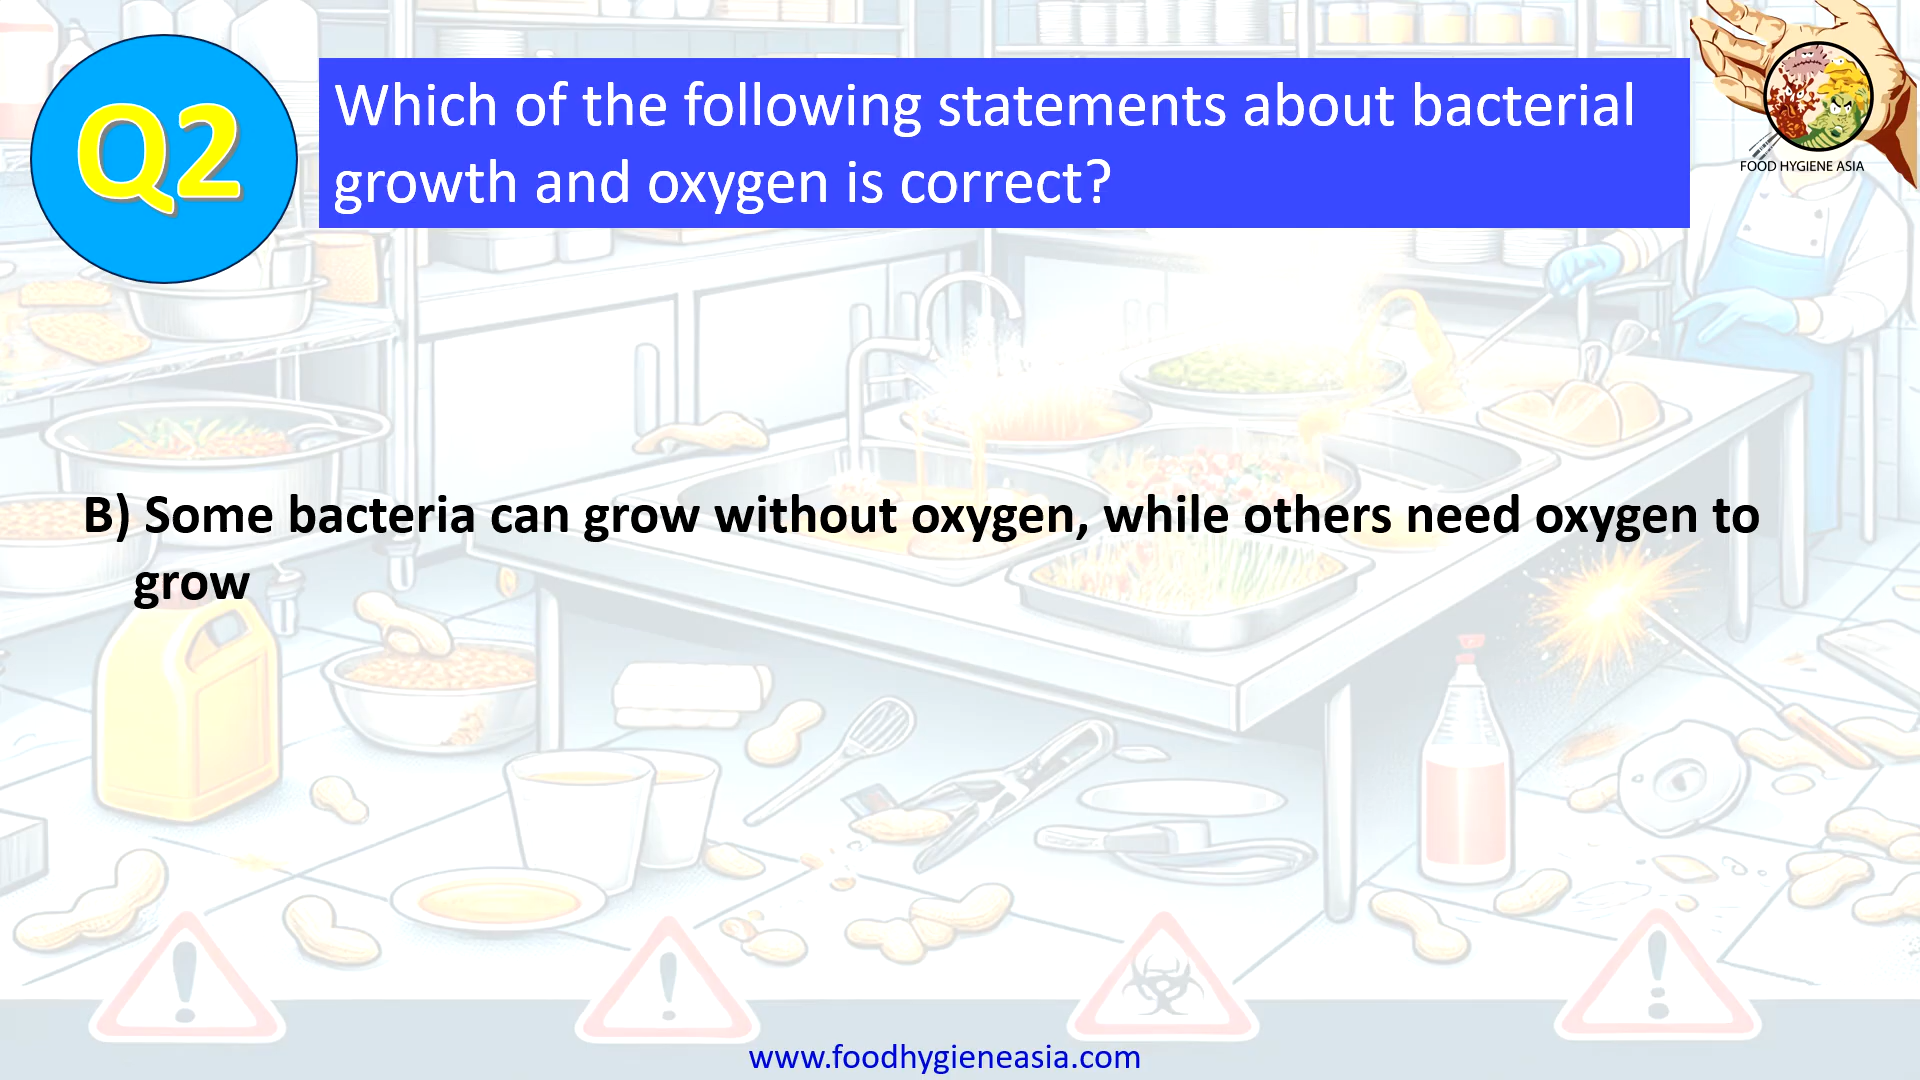 Q2
Which of the following statements about bacterial
growth and oxygen is correct?
FOOD HYGIENE ASIA
B) Some bacteria can grow without oxygen, while others need oxygen to
grow
www.foodhygieneasia.com